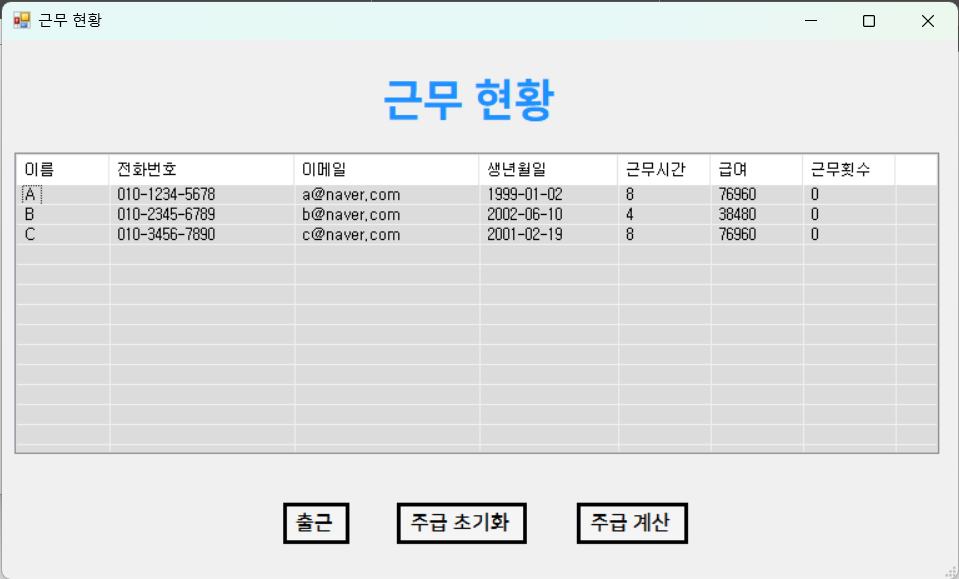 근무 현황
근무 현황
이름 전화번호 이메일 생년월일 근무시간 급여 근무횟수
A 010-1234-5678 a@naver.com 1999-01-02 8 76960 0
B 010-2345-6789 b@naver.com 2002-06-10 4 38480 0
C 010-3456-7890 c@naver.com 2001-02-19 8 76960 0
출근 주급 초기화 주급 계산